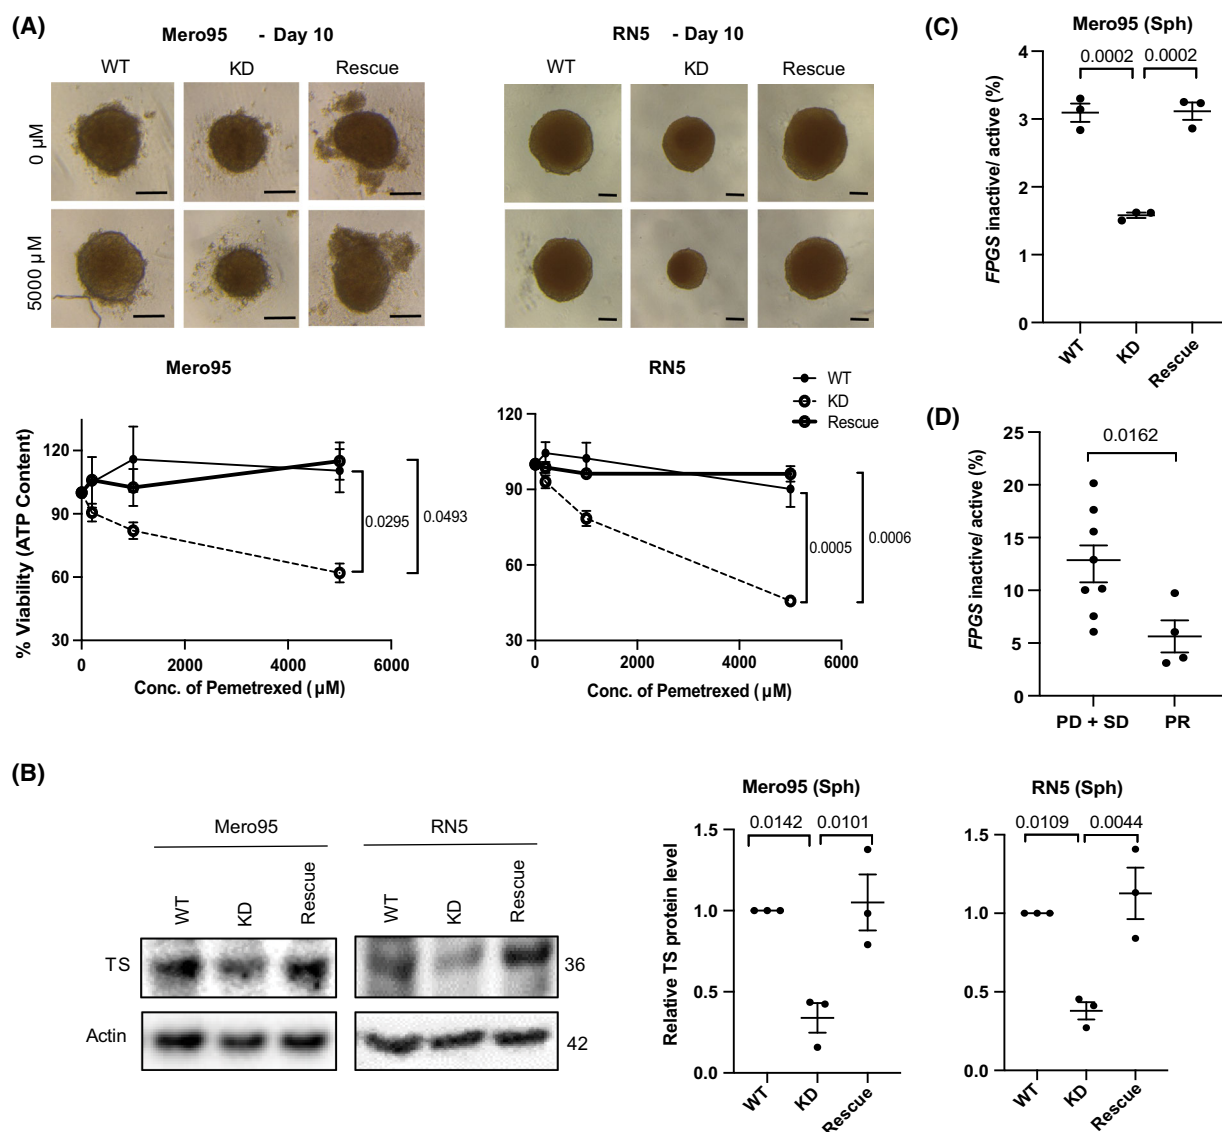 (A)
Mero95 - Day 10
WT KD Rescue
0 µM
5000 µM
RN5 - Day 10
WT KD Rescue
Mero95
% Viability (ATP Content)
120
90
60
30
0 2000 4000 6000
Conc. of Pemetrexed (µM)
0.0295
0.0493
RN5
WT
KD
Rescue
120
90
60
30
0 2000 4000 6000
Conc. of Pemetrexed (µM)
0.0005
0.0006
(C)
Mero95 (Sph)
0.0002 0.0002
FPGS inactive/ active (%)
4
3
2
1
0
WT KD Rescue
(D)
0.0162
FPGS inactive/ active (%)
25
20
15
10
5
0
PD + SD PR
(B)
Mero95 RN5
WT KD Rescue WT KD Rescue
TS 36
Actin 42
Mero95 (Sph)
0.0142 0.0101
Relative TS protein level
1.5
1.0
0.5
0.0
WT KD Rescue
RN5 (Sph)
0.0109 0.0044
1.5
1.0
0.5
0.0
WT KD Rescue